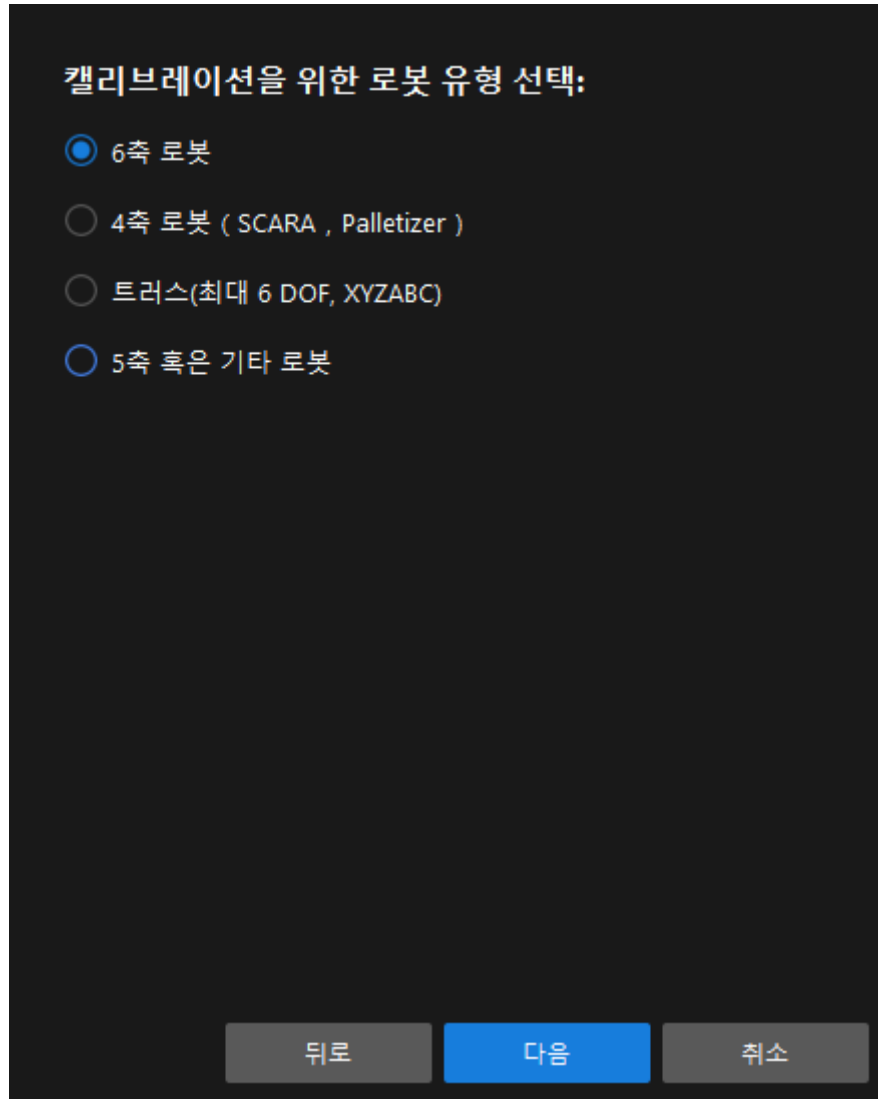 캘리브레이션을 위한 로봇 유형 선택:
6축 로봇
4축 로봇 ( SCARA , Palletizer )
트러스(최대 6 DOF, XYZABC)
5축 혹은 기타 로봇
뒤로 다음 취소